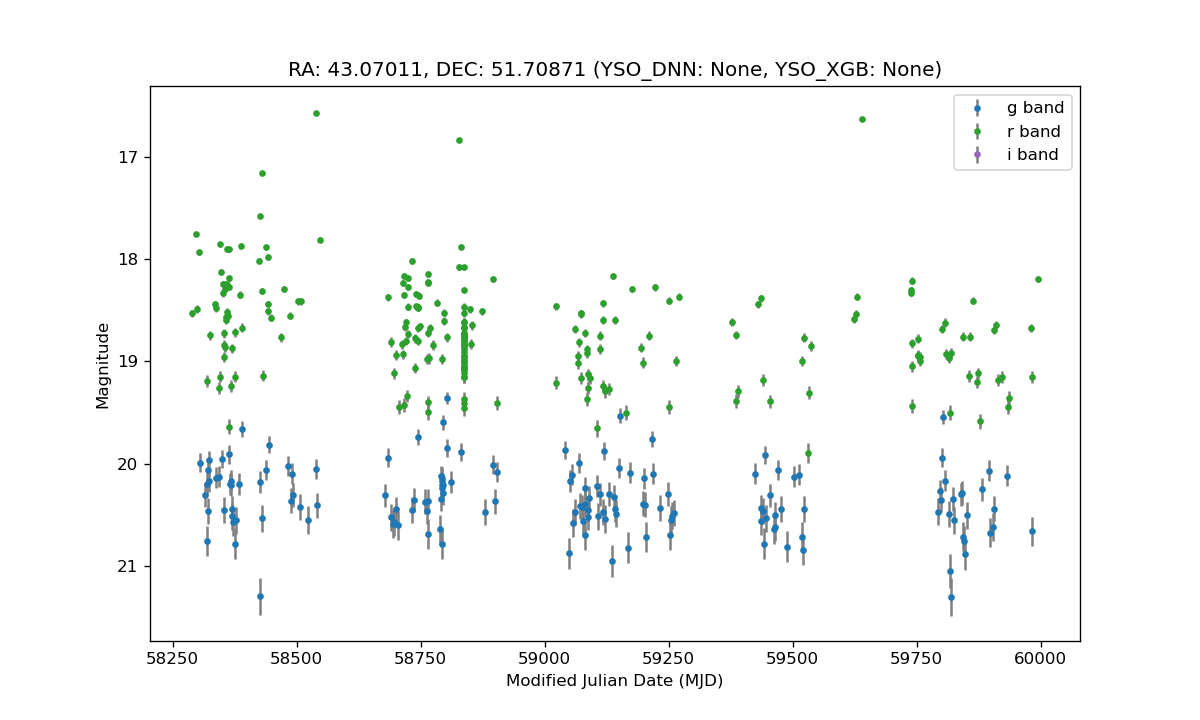 RA: 43.07011, DEC: 51.70871 (YSO_DNN: None, YSO_XGB: None)
g band
r band
i band
17
18
19
20
21
Magnitude
58250 58500 58750 59000 59250 59500 59750 60000
Modified Julian Date (MJD)